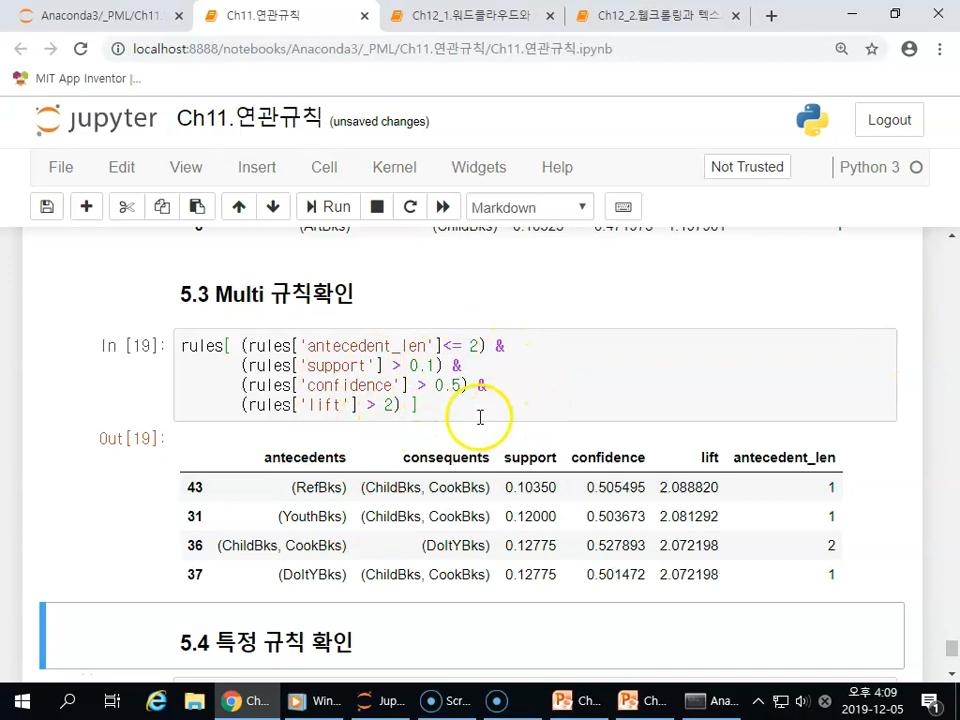 Anaconda3/_PML/Ch11.
Ch11.연관규칙
Ch12_1.워드클라우드와
Ch12_2.웹크롤링과 텍스
localhost:8888/notebooks/Anaconda3/_PML/Ch11.연관규칙/Ch11.연관규칙.ipynb
MIT App Inventor |...
jupyter Ch11.연관규칙 (unsaved changes) Logout
File Edit View Insert Cell Kernel Widgets Help Not Trusted Python 3
Run Markdown
(ArtBks) (ChildBks) 1
5.3 Multi 규칙확인
In [19]: rules[ (rules['antecedent_len']<= 2) &
(rules['support'] > 0.1) &
(rules['confidence'] > 0.5) &
(rules['lift'] > 2) ]
Out[19]:
antecedents consequents support confidence lift antecedent_len
43 (RefBks) (ChildBks, CookBks) 0.10350 0.505495 2.088820 1
31 (YouthBks) (ChildBks, CookBks) 0.12000 0.503673 2.081292 1
36 (ChildBks, CookBks) (DoItYBks) 0.12775 0.527893 2.072198 2
37 (DoItYBks) (ChildBks, CookBks) 0.12775 0.501472 2.072198 1
5.4 특정 규칙 확인
Ch... Win... Jup... Scr... Ch... Ch... Ana... 오후 4:09
2019-12-05 1